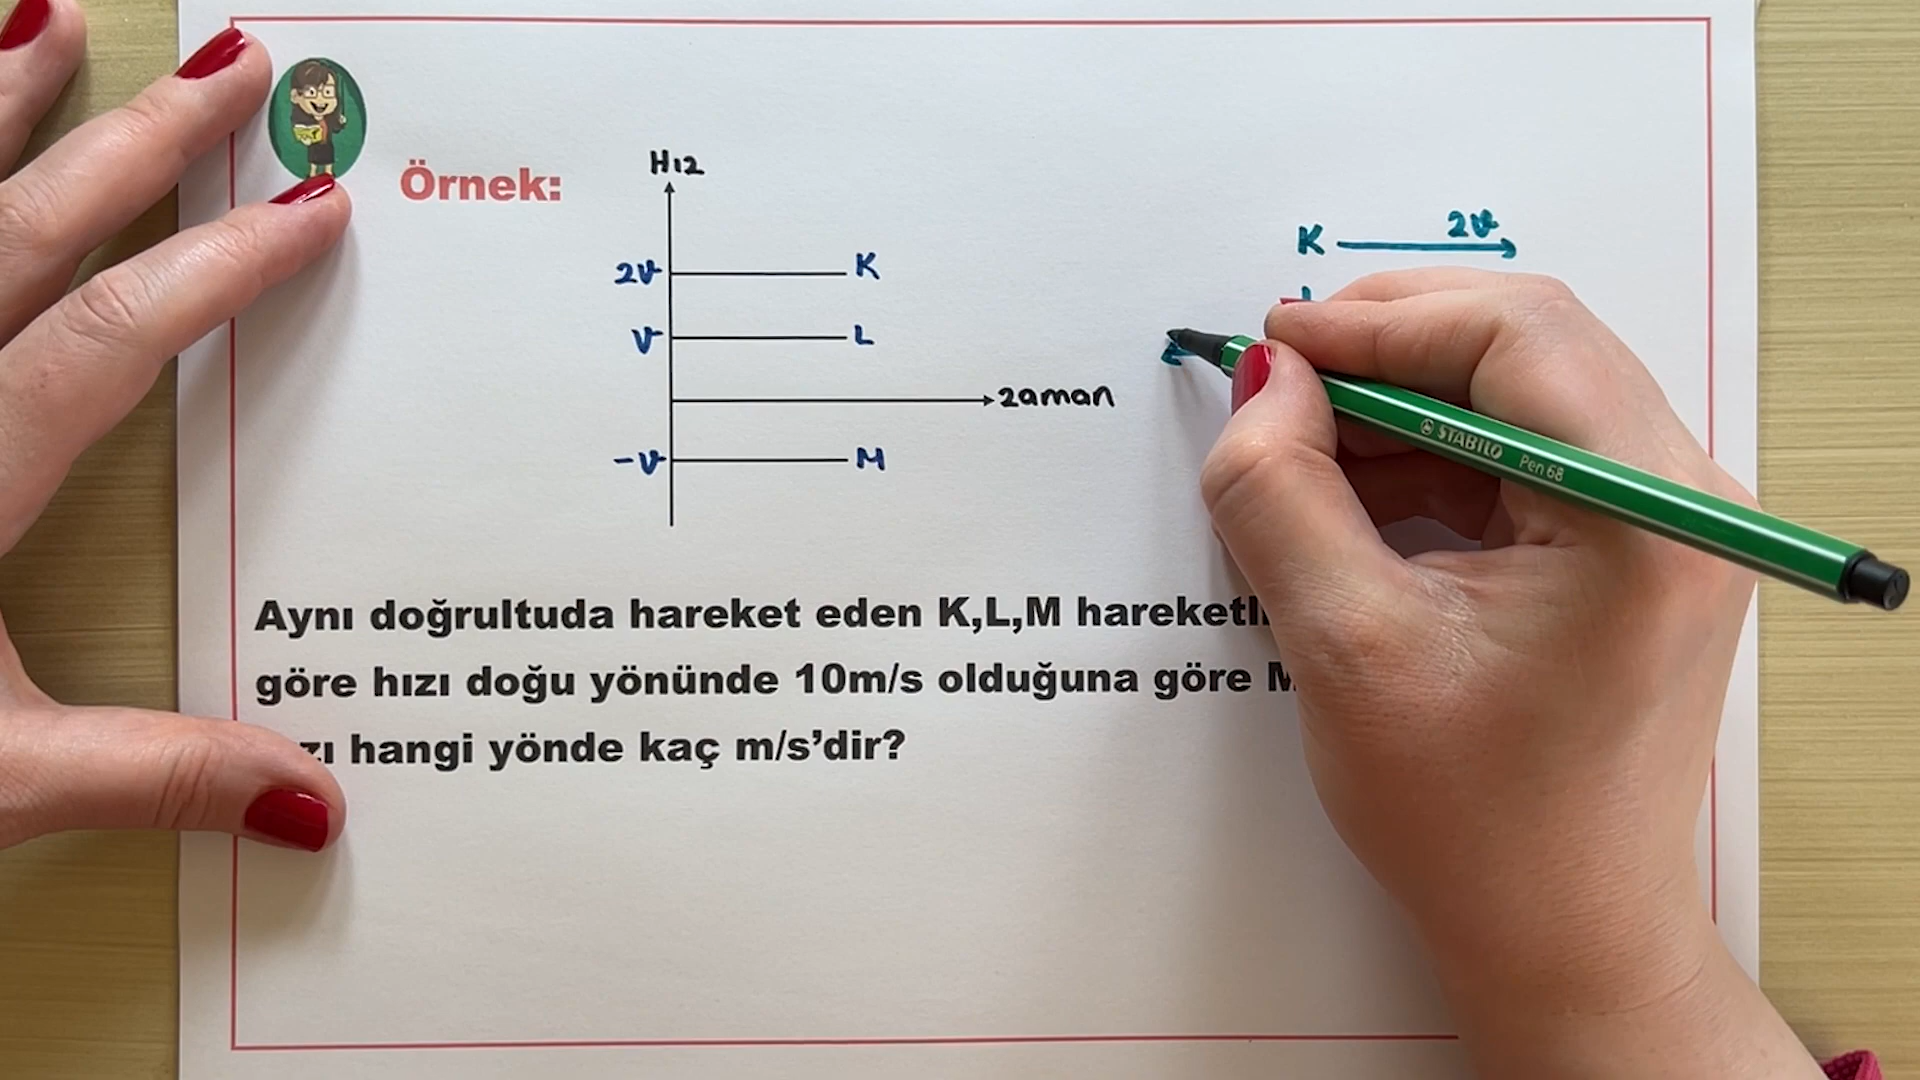 Örnek:
Hız
2v K
v L
zaman
-v M
K 2v
STABILO Pen 68
Aynı doğrultuda hareket eden K,L,M
göre hızı doğu yönünde 10m/s olduğuna göre
hangi yönde kaç m/s’dir?